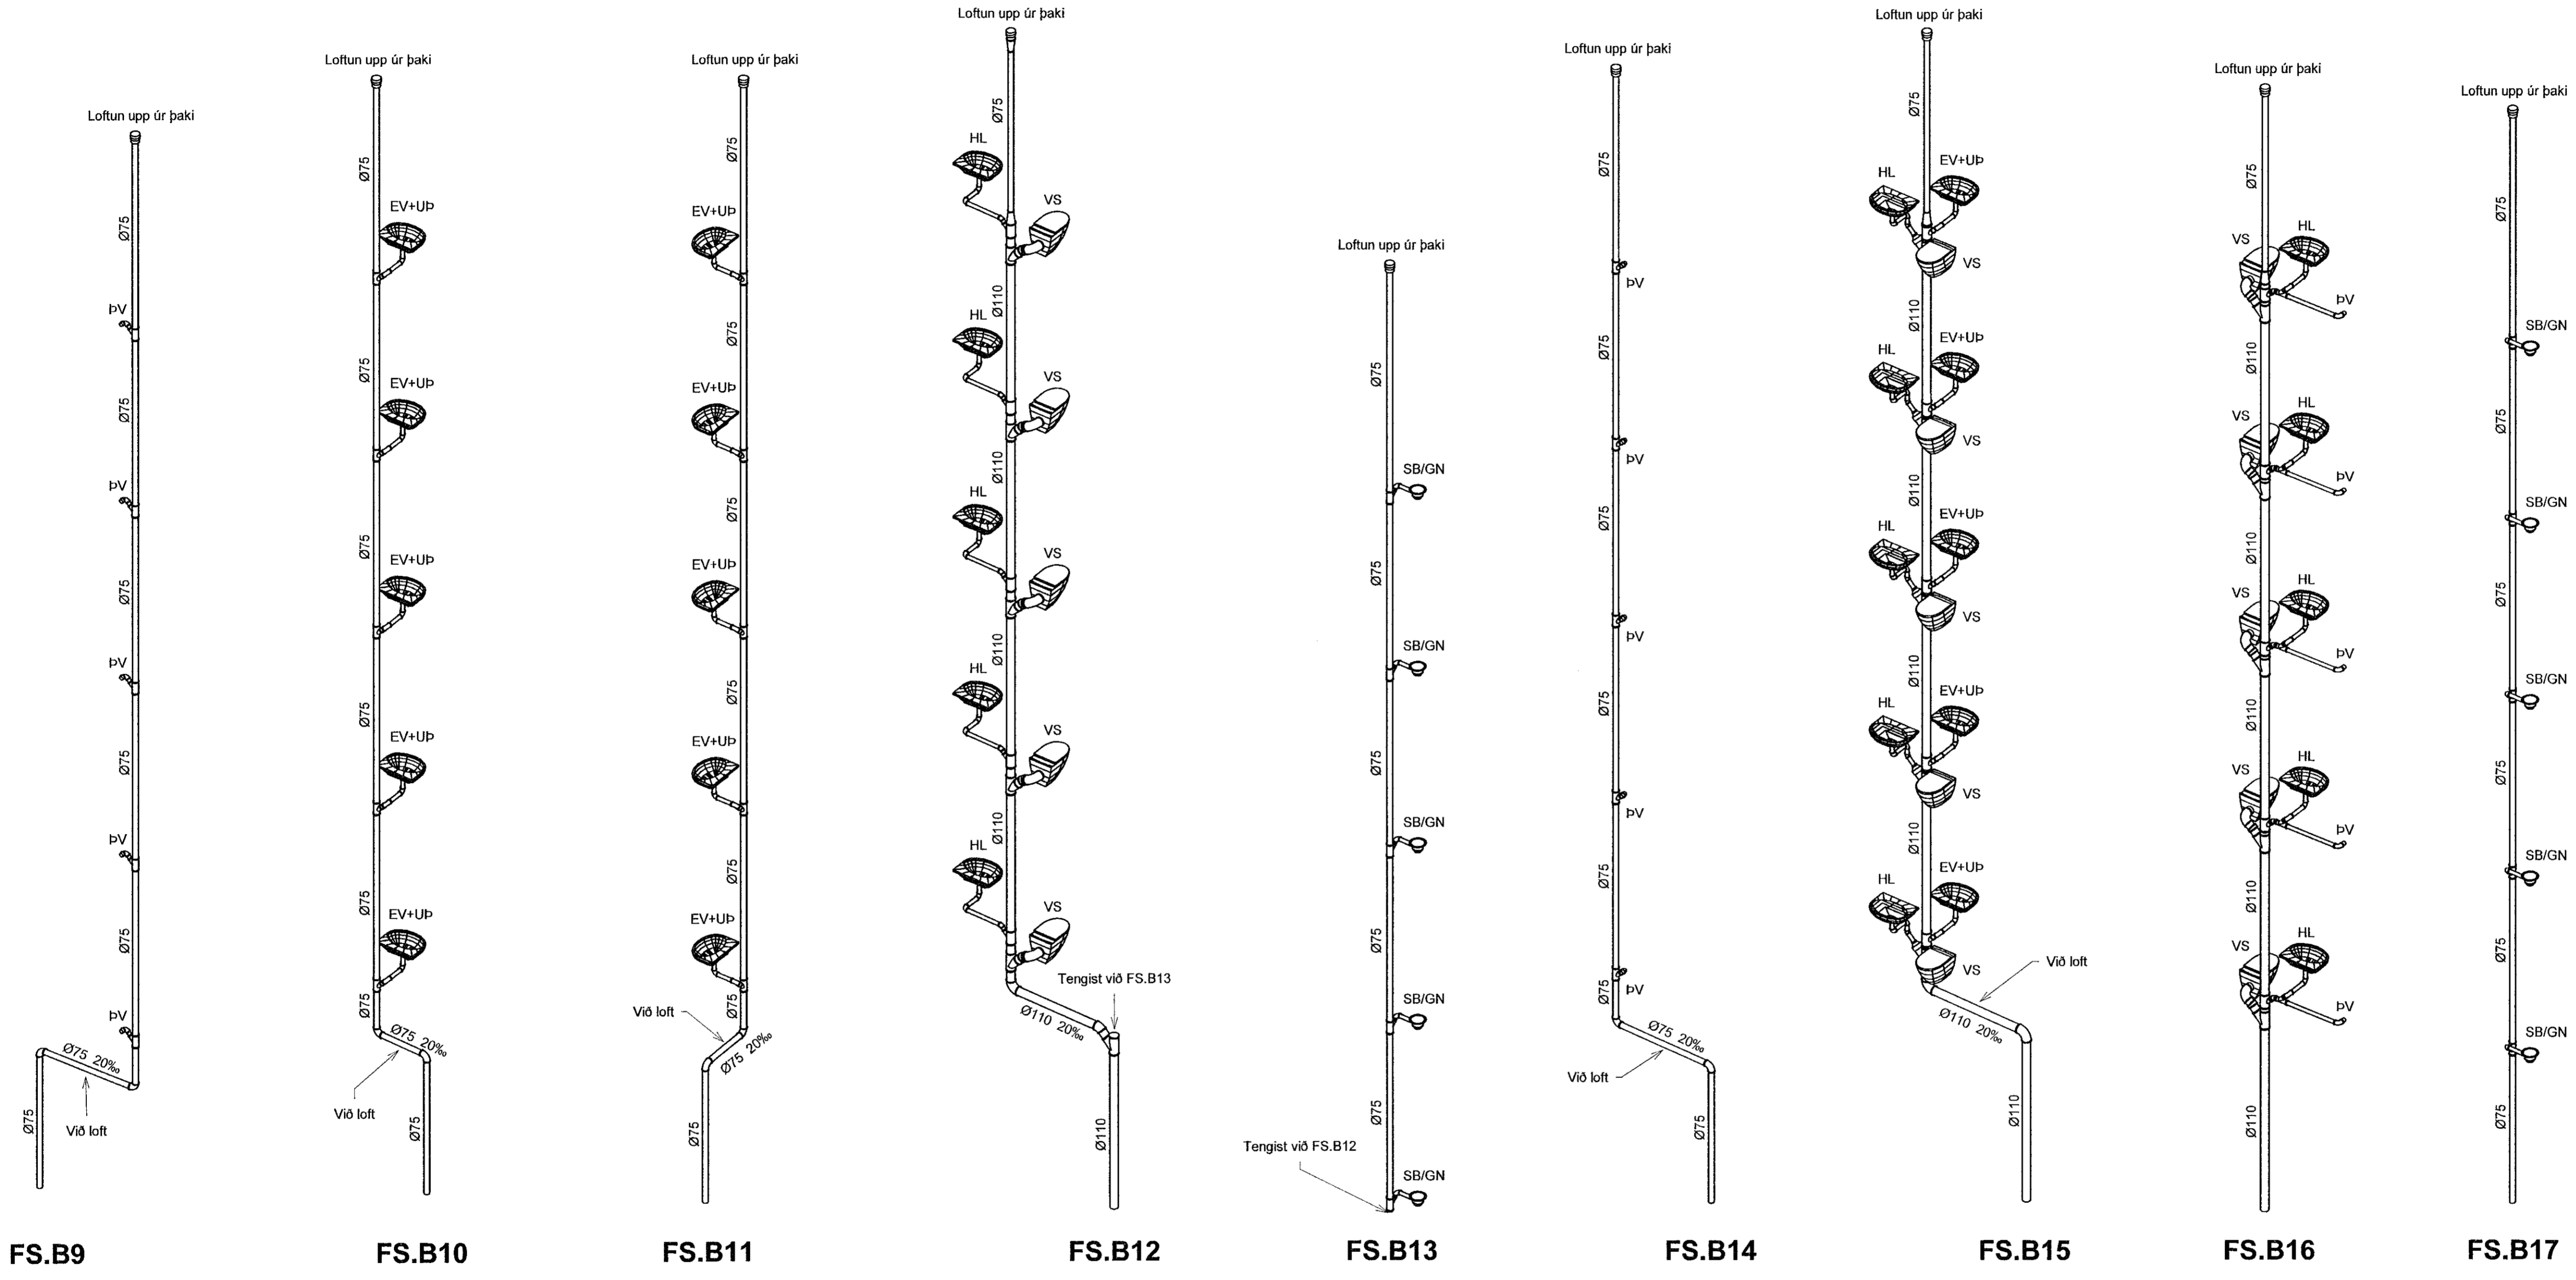 Loftun upp úr þaki
Ø75
ÞV
Ø75
ÞV
Ø75
ÞV
Ø75
ÞV
Ø75
ÞV
Ø75 20‰
Við loft
Ø75
FS.B9
Loftun upp úr þaki
Ø75
EV+UÞ
Ø75
EV+UÞ
Ø75
EV+UÞ
Ø75
EV+UÞ
Ø75
EV+UÞ
Ø75
Ø75 20‰
Við loft
Ø75
FS.B10
Loftun upp úr þaki
Ø75
EV+UÞ
Ø75
EV+UÞ
Ø75
EV+UÞ
Ø75
EV+UÞ
Ø75
EV+UÞ
Ø75
Við loft
Ø75 20‰
Ø75
FS.B11
Loftun upp úr þaki
Ø75
HL
VS
Ø110
HL
VS
Ø110
HL
VS
Ø110
HL
VS
Ø110
HL
VS
Tengist við FS.B13
Ø110 20‰
Ø110
FS.B12
Loftun upp úr þaki
Ø75
SB/GN
Ø75
SB/GN
Ø75
SB/GN
Ø75
SB/GN
Ø75
Tengist við FS.B12
SB/GN
FS.B13
Loftun upp úr þaki
Ø75
ÞV
Ø75
ÞV
Ø75
ÞV
Ø75
ÞV
Ø75
ÞV
Ø75
Ø75 20‰
Við loft
Ø75
FS.B14
Loftun upp úr þaki
Ø75
EV+UÞ
HL
VS
Ø110
EV+UÞ
HL
VS
Ø110
EV+UÞ
HL
VS
Ø110
EV+UÞ
HL
VS
Ø110
EV+UÞ
HL
VS
Við loft
Ø110 20‰
Ø110
FS.B15
Loftun upp úr þaki
Ø75
HL
VS
ÞV
Ø110
HL
VS
ÞV
Ø110
HL
VS
ÞV
Ø110
HL
VS
ÞV
Ø110
HL
VS
ÞV
Ø110
FS.B16
Loftun upp úr þaki
Ø75
SB/GN
Ø75
SB/GN
Ø75
SB/GN
Ø75
SB/GN
Ø75
SB/GN
Ø75
FS.B17